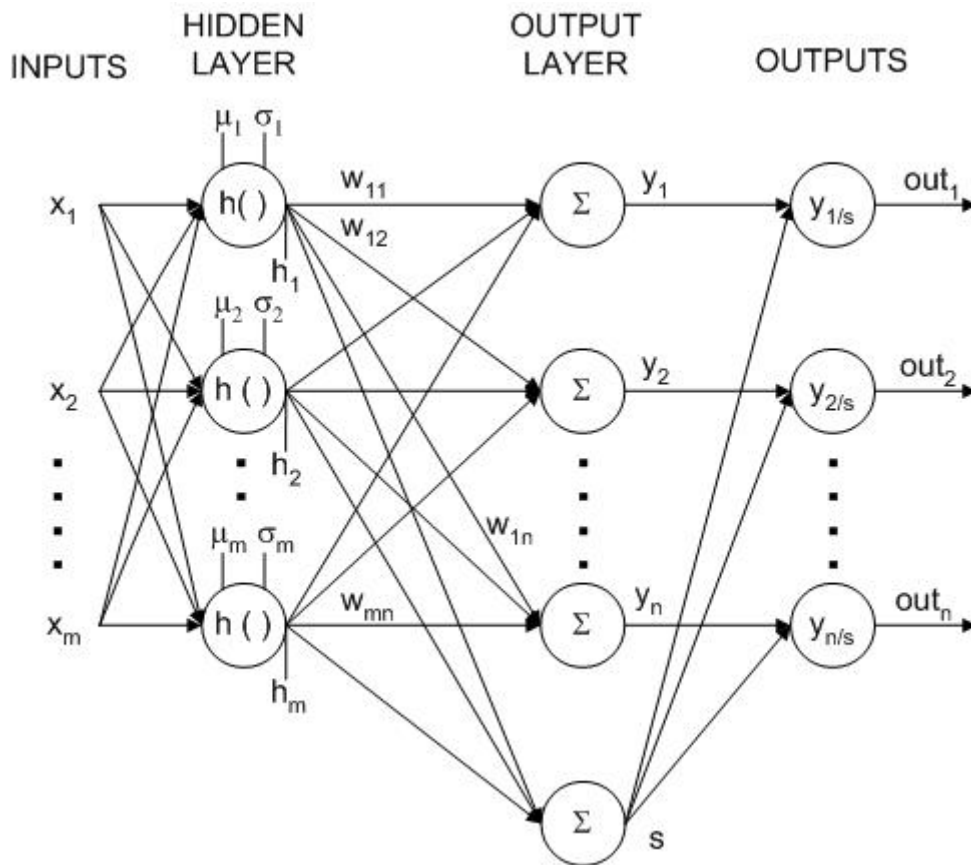 INPUTS
HIDDEN
LAYER
OUTPUT
LAYER
OUTPUTS
μ₁ σ₁
x₁
h( )
w₁₁
w₁₂
h₁
Σ
y₁
y₁/s
out₁
μ₂ σ₂
x₂
h ( )
h₂
Σ
y₂
y₂/s
out₂
w₁ₙ
μₘ σₘ
xₘ
h ( )
wₘₙ
hₘ
Σ
yₙ
yₙ/s
outₙ
Σ
s